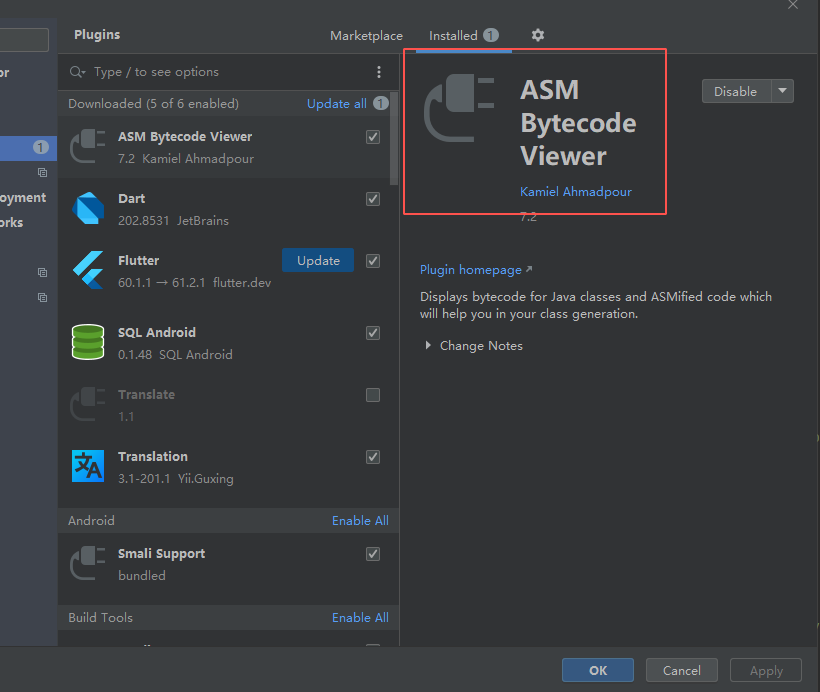 Plugins
Marketplace
Installed 1
or
1
oyment
orks
Type / to see options
Downloaded (5 of 6 enabled)
Update all 1
ASM Bytecode Viewer
7.2 Kamiel Ahmadpour
Dart
202.8531 JetBrains
Flutter
Update
60.1.1 → 61.2.1 flutter.dev
SQL Android
0.1.48 SQL Android
Translate
1.1
Translation
3.1-201.1 Yii.Guxing
Android
Enable All
Smali Support
bundled
Build Tools
Enable All
ASM
Bytecode
Viewer
Kamiel Ahmadpour
7.2
Disable
Plugin homepage ↗
Displays bytecode for Java classes and ASMified code which
will help you in your class generation.
Change Notes
OK
Cancel
Apply